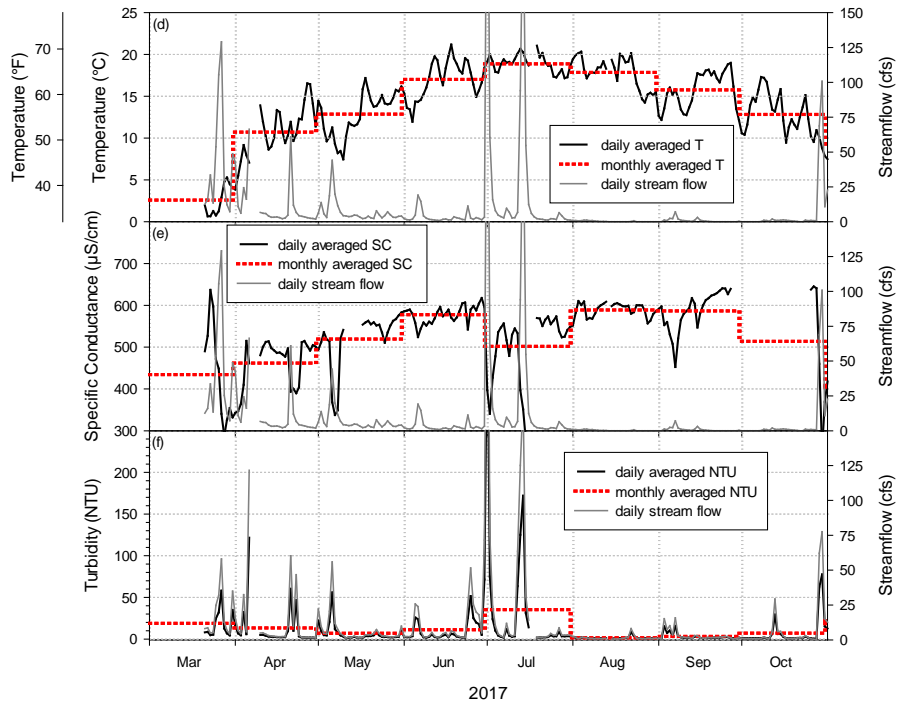 (d)
Temperature (°F)
70
60
50
40
Temperature (°C)
25
20
15
10
5
0
daily averaged T
monthly averaged T
daily stream flow
150
125
100
75
50
25
0
Streamflow (cfs)
(e)
Specific Conductance (µS/cm)
700
600
500
400
300
daily averaged SC
monthly averaged SC
daily stream flow
125
100
75
50
25
0
Streamflow (cfs)
(f)
Turbidity (NTU)
200
150
100
50
0
daily averaged NTU
monthly averaged NTU
daily stream flow
125
100
75
50
25
0
Streamflow (cfs)
Mar Apr May Jun Jul Aug Sep Oct
2017